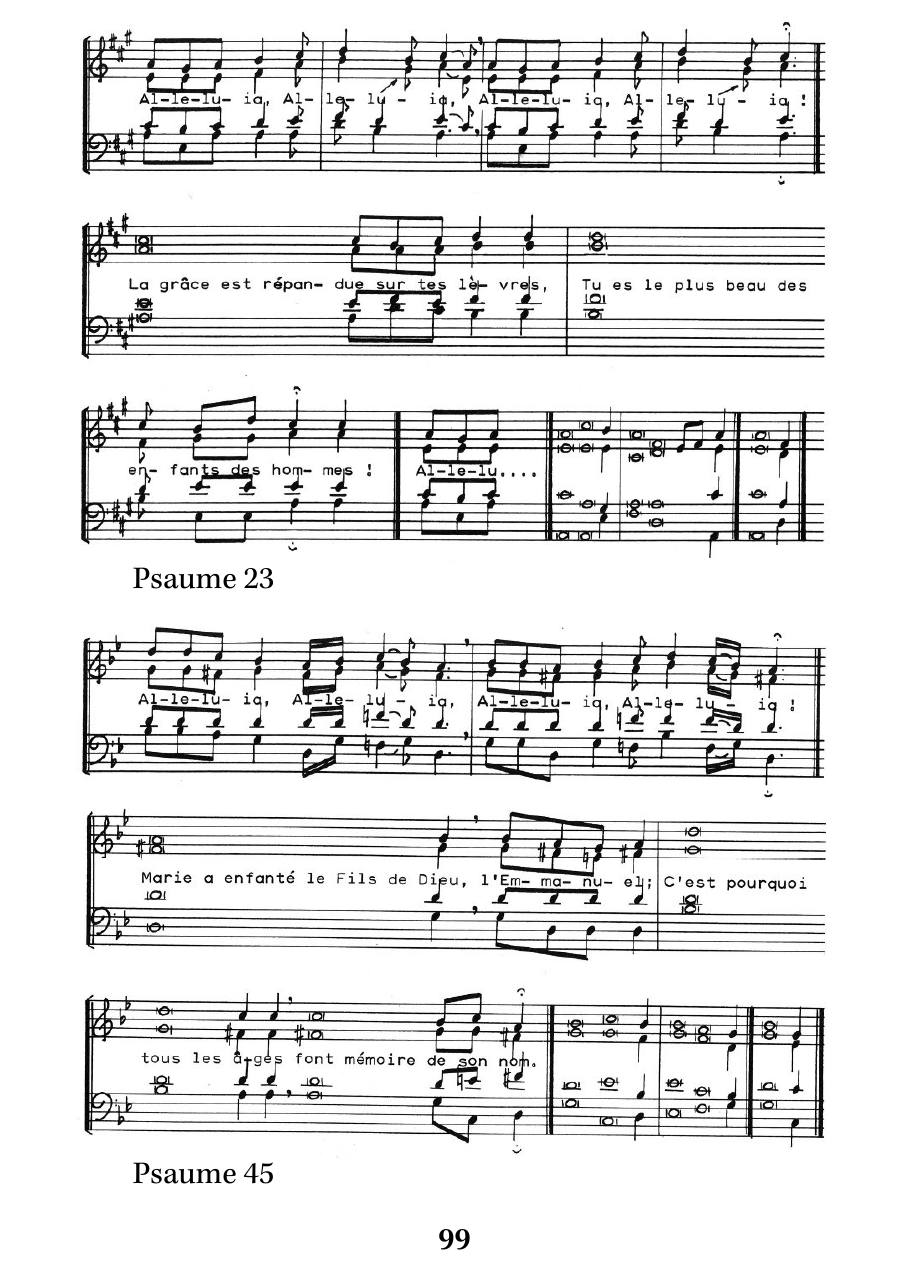 Al-le-lu- ia, Al-le- lu - ia, Al-le-lu- ia, Al-le- lu - ia !
La grâce est répan- due sur tes lè- vres, Tu es le plus beau des
en- fants des hom- mes ! Al-le-lu....
Psaume 23
Al-le-lu- ia, Al-le- lu - ia, Al-le-lu- ia, Al-le- lu - ia !
Marie a enfanté le Fils de Dieu, l'Em- ma- nu- el; C'est pourquoi
tous les â-ges font mémoire de son nom.
Psaume 45
99